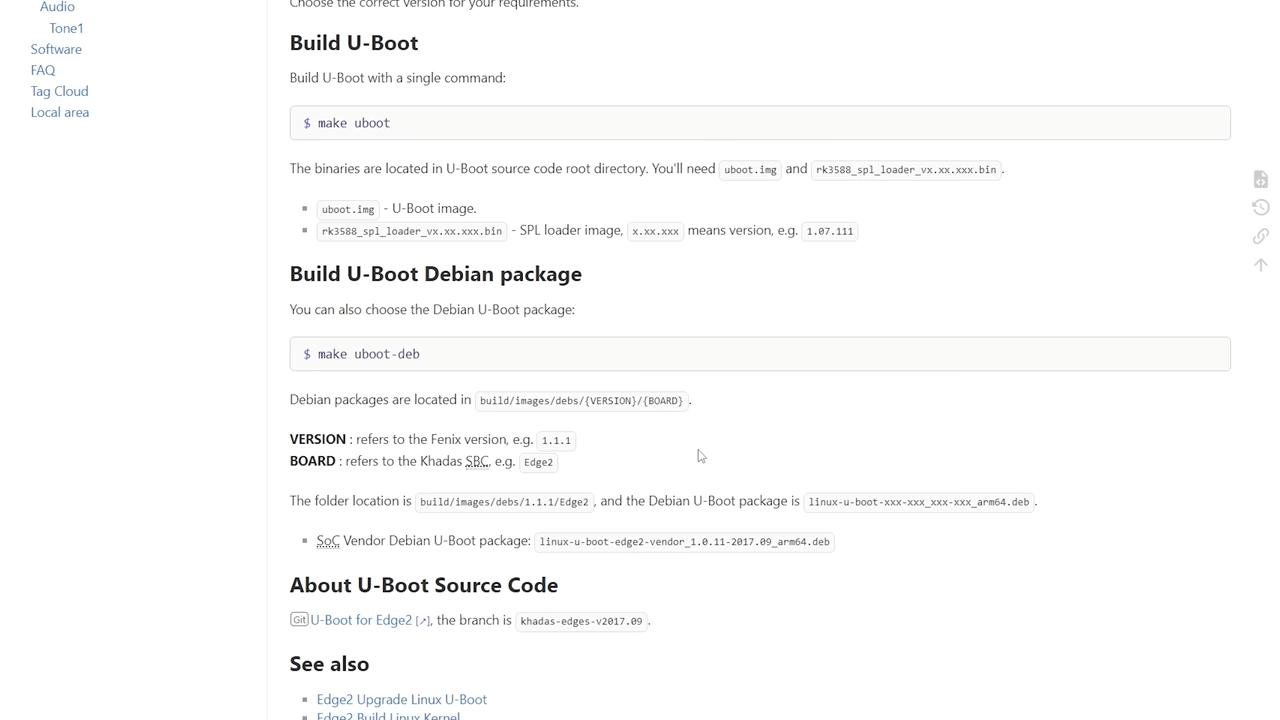 Audio
Tone1
Software
FAQ
Tag Cloud
Local area
Choose the correct version for your requirements.
Build U-Boot
Build U-Boot with a single command:
$ make uboot
The binaries are located in U-Boot source code root directory. You'll need uboot.img and rk3588_spl_loader_vx.xx.xxx.bin.
uboot.img - U-Boot image.
rk3588_spl_loader_vx.xx.xxx.bin - SPL loader image, x.xx.xxx means version, e.g. 1.07.111
Build U-Boot Debian package
You can also choose the Debian U-Boot package:
$ make uboot-deb
Debian packages are located in build/images/debs/{VERSION}/{BOARD}.
VERSION : refers to the Fenix version, e.g. 1.1.1
BOARD : refers to the Khadas SBC, e.g. Edge2
The folder location is build/images/debs/1.1.1/Edge2, and the Debian U-Boot package is linux-u-boot-xxx-xxx_xxx-xxx_arm64.deb.
SoC Vendor Debian U-Boot package: linux-u-boot-edge2-vendor_1.0.11-2017.09_arm64.deb
About U-Boot Source Code
Git U-Boot for Edge2 [↗], the branch is khadas-edges-v2017.09.
See also
Edge2 Upgrade Linux U-Boot
Edge2 Build Linux Kernel